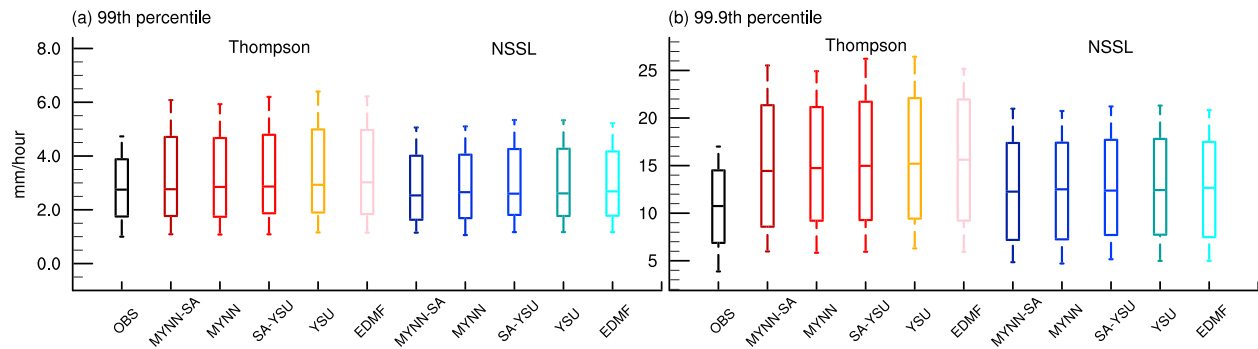 (a) 99th percentile
Thompson
NSSL
8.0
6.0
4.0
2.0
0.0
mm/hour
OBS
MYNN-SA
MYNN
SA-YSU
YSU
EDMF
MYNN-SA
MYNN
SA-YSU
YSU
EDMF
(b) 99.9th percentile
Thompson
NSSL
25
20
15
10
5
OBS
MYNN-SA
MYNN
SA-YSU
YSU
EDMF
MYNN-SA
MYNN
SA-YSU
YSU
EDMF